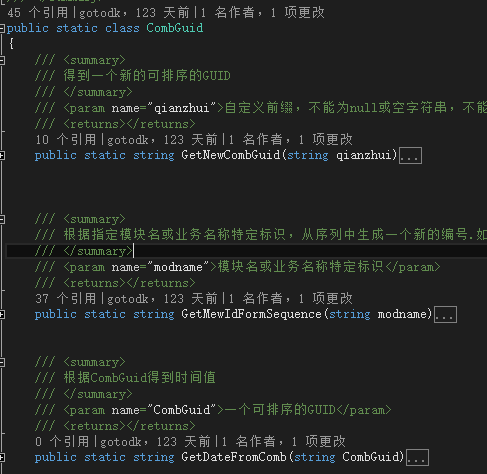 /// </summary>
45 个引用|gotodk，123 天前|1 名作者，1 项更改
public static class CombGuid
{
/// <summary>
/// 得到一个新的可排序的GUID
/// </summary>
/// <param name="qianzhui">自定义前缀，不能为null或空字符串，不能
/// <returns></returns>
10 个引用|gotodk，123 天前|1 名作者，1 项更改
public static string GetNewCombGuid(string qianzhui)...
/// <summary>
/// 根据指定模块名或业务名称特定标识，从序列中生成一个新的编号.如
/// </summary>
/// <param name="modname">模块名或业务名称特定标识</param>
/// <returns></returns>
37 个引用|gotodk，123 天前|1 名作者，1 项更改
public static string GetMewIdFormSequence(string modname)...
/// <summary>
/// 根据CombGuid得到时间值
/// </summary>
/// <param name="CombGuid">一个可排序的GUID</param>
/// <returns></returns>
0 个引用|gotodk，123 天前|1 名作者，1 项更改
public static string GetDateFromComb(string CombGuid)...